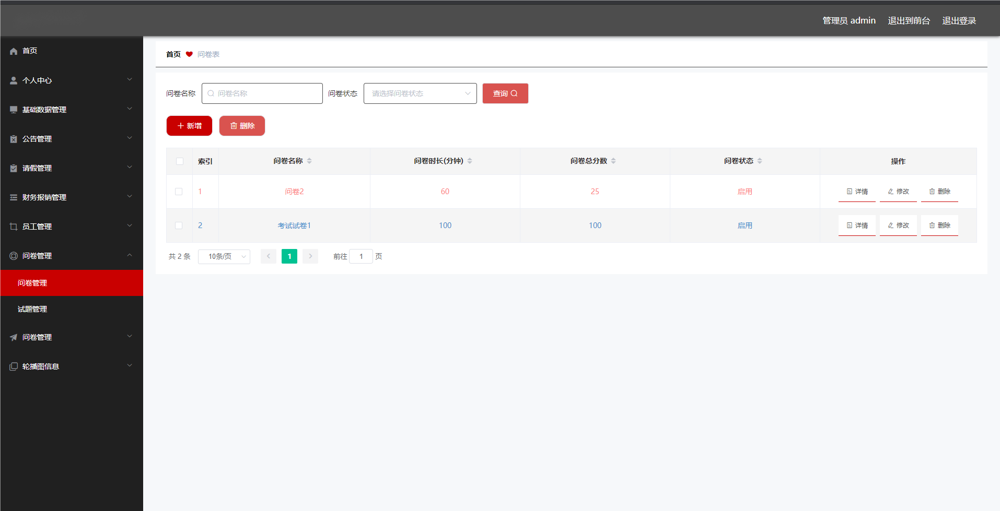 管理员 admin 退出到前台 退出登录
首页
个人中心
基础数据管理
公告管理
请假管理
财务报销管理
员工管理
问卷管理
问卷管理
试题管理
问卷管理
轮播图信息
首页 问卷表
问卷名称 问卷名称 问卷状态 请选择问卷状态 查询
新增 删除
索引 问卷名称 问卷时长(分钟) 问卷总分数 问卷状态 操作
1 问卷2 60 25 启用 详情 修改 删除
2 考试试卷1 100 100 启用 详情 修改 删除
共 2 条 10条/页 1 前往 1 页